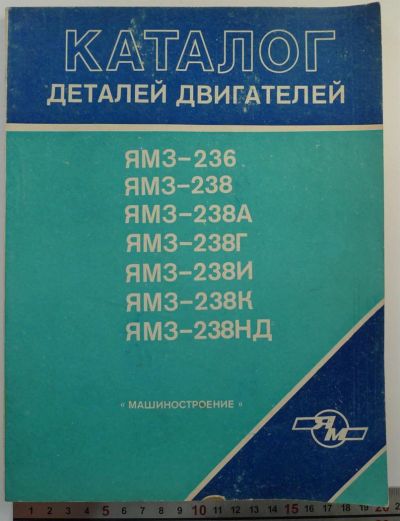 КАТАЛОГ
ДЕТАЛЕЙ ДВИГАТЕЛЕЙ
ЯМЗ-236
ЯМЗ-238
ЯМЗ-238А
ЯМЗ-238Г
ЯМЗ-238И
ЯМЗ-238К
ЯМЗ-238НД
« МАШИНОСТРОЕНИЕ »
ЯМ
1 2 3 4 5 6 7 8 9 10 11 12 13 14 15 16 17 18 19 20